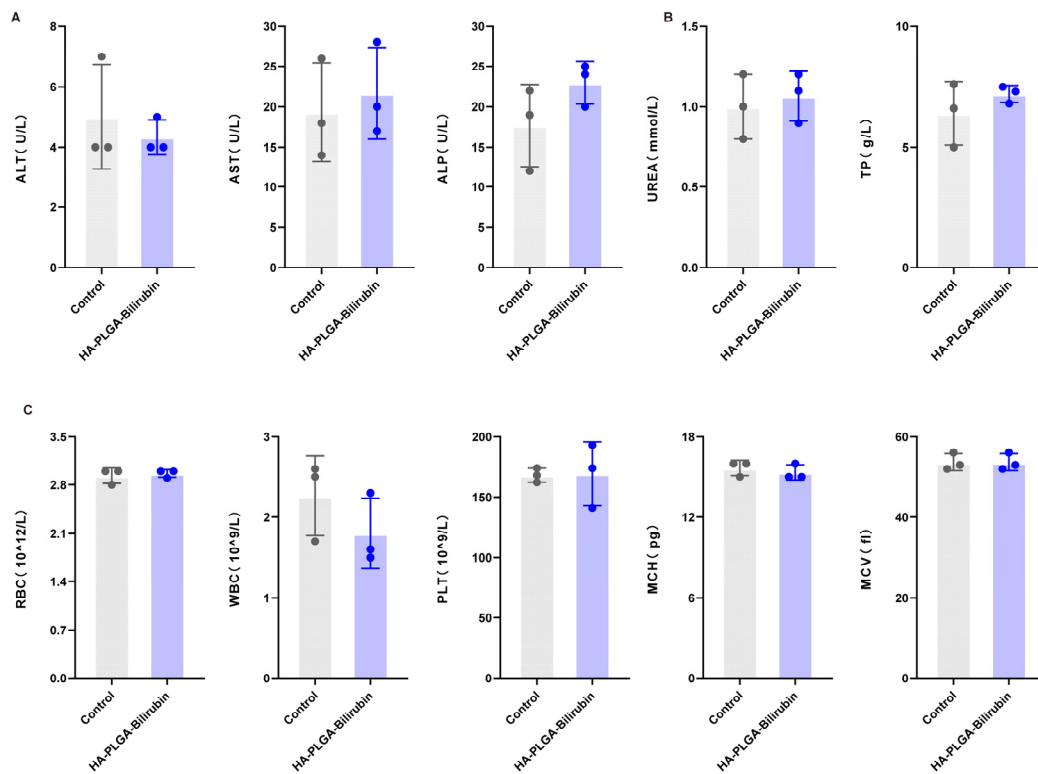 A
ALT( U/L)
8
6
4
2
0
Control
HA-PLGA-Bilirubin
AST( U/L)
30
25
20
15
10
5
0
Control
HA-PLGA-Bilirubin
ALP( U/L)
30
25
20
15
10
5
0
Control
HA-PLGA-Bilirubin
B
UREA( mmol/L)
1.5
1.0
0.5
0.0
Control
HA-PLGA-Bilirubin
TP( g/L)
10
5
0
Control
HA-PLGA-Bilirubin
C
RBC( 10^12/L)
3.5
2.8
2.1
1.4
0.7
0.0
Control
HA-PLGA-Bilirubin
WBC( 10^9/L)
3
2
1
0
Control
HA-PLGA-Bilirubin
PLT( 10^9/L)
200
150
100
50
0
Control
HA-PLGA-Bilirubin
MCH( pg)
18
12
6
0
Control
HA-PLGA-Bilirubin
MCV( fl)
60
40
20
0
Control
HA-PLGA-Bilirubin